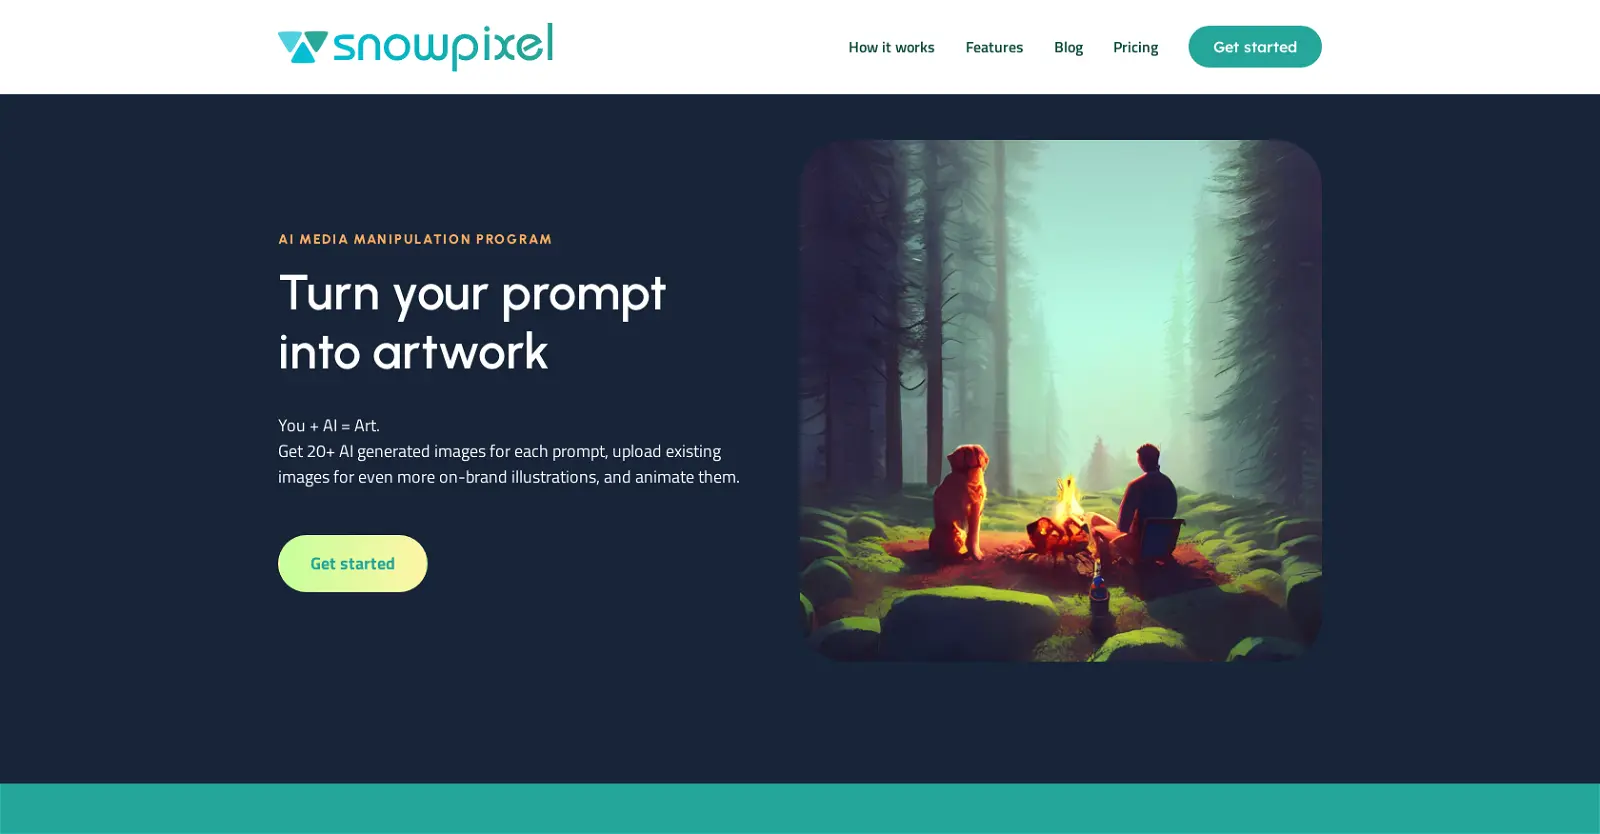 snowpixel
How it works Features Blog Pricing Get started
AI MEDIA MANIPULATION PROGRAM
Turn your prompt
into artwork
You + AI = Art.
Get 20+ AI generated images for each prompt, upload existing
images for even more on-brand illustrations, and animate them.
Get started